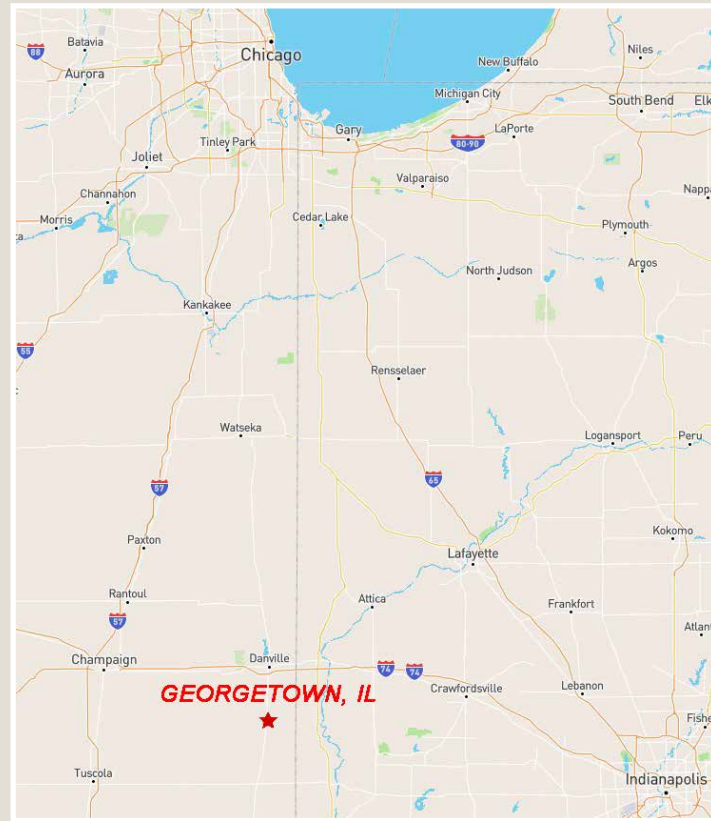 Batavia
88
Aurora
Chicago
New Buffalo
Niles
Michigan City
South Bend
Elk
Gary
LaPorte
Tinley Park
80-90
Joliet
Valparaiso
Channahon
Nappa
Morris
Cedar Lake
Plymouth
ta
North Judson
Argos
Kankakee
55
Rensselaer
Watseka
Logansport
Peru
57
65
Kokomo
Paxton
Lafayette
Rantoul
Attica
Frankfort
57
Atlant
Champaign
Danville
74
74
Crawfordsville
Lebanon
GEORGETOWN, IL
Fishe
Tuscola
Indianapolis